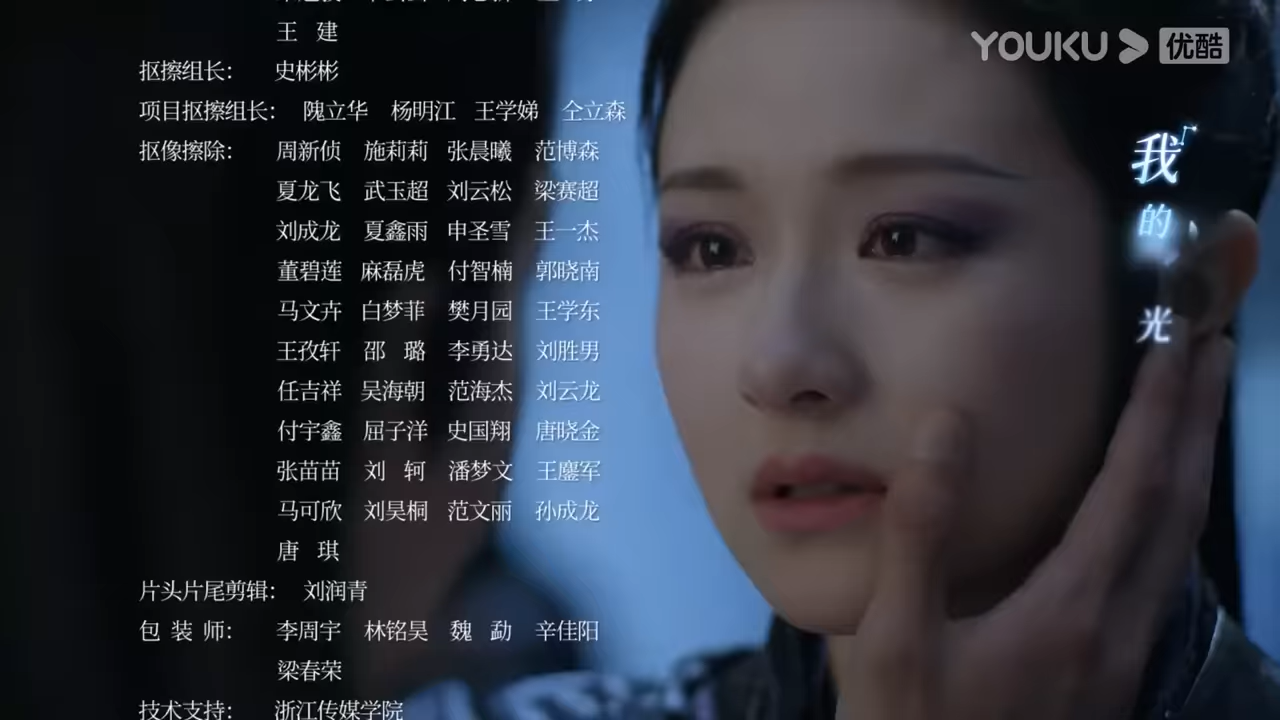 王 建
抠擦组长： 史彬彬
项目抠擦组长： 隗立华 杨明江 王学娣 仝立森
抠像擦除： 周新侦 施莉莉 张晨曦 范博森
夏龙飞 武玉超 刘云松 梁赛超
刘成龙 夏鑫雨 申圣雪 王一杰
董碧莲 麻磊虎 付智楠 郭晓南
马文卉 白梦菲 樊月园 王学东
王孜轩 邵 璐 李勇达 刘胜男
任吉祥 吴海朝 范海杰 刘云龙
付宇鑫 屈子洋 史国翔 唐晓金
张苗苗 刘 轲 潘梦文 王鏖军
马可欣 刘昊桐 范文丽 孙成龙
唐 琪
片头片尾剪辑： 刘润青
包 装 师： 李周宇 林铭昊 魏 勐 辛佳阳
梁春荣
技术支持： 浙江传媒学院
YOUKU 优酷
「我的 光